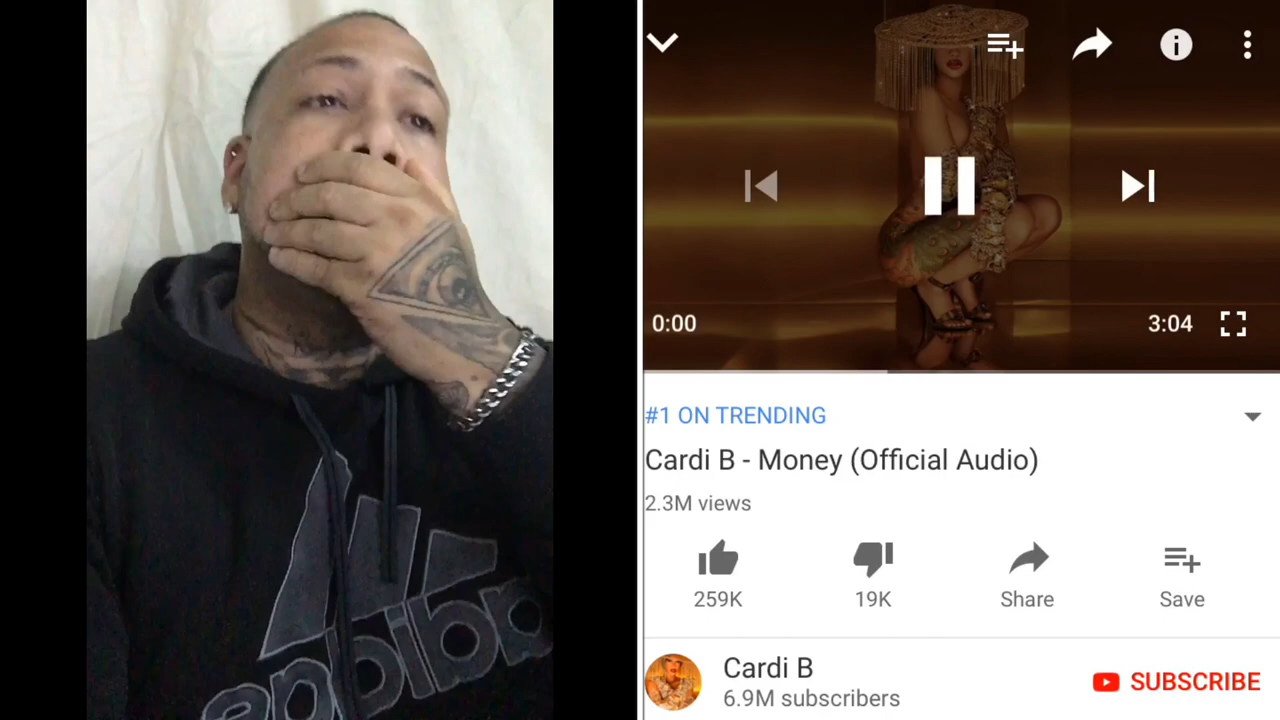 adidas
0:00
3:04
#1 ON TRENDING
Cardi B - Money (Official Audio)
2.3M views
259K
19K
Share
Save
Cardi B
6.9M subscribers
SUBSCRIBE